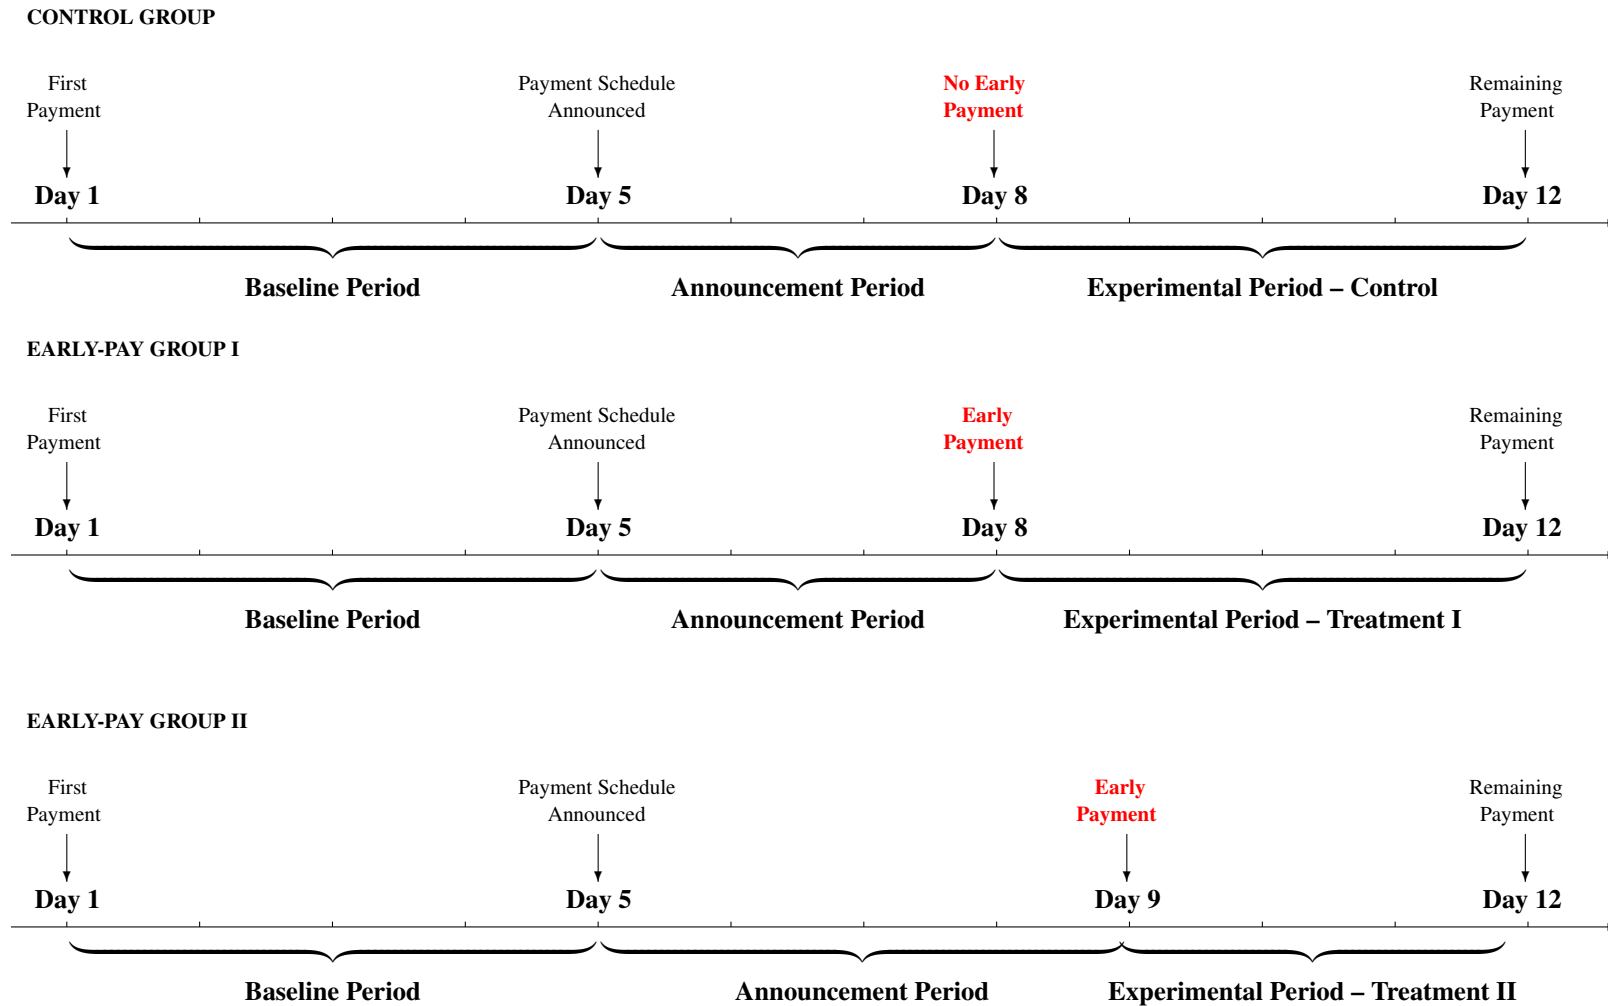 CONTROL GROUP
First Payment Schedule No Early Remaining
Payment Announced Payment Payment
Day 1 Day 5 Day 8 Day 12
Baseline Period Announcement Period Experimental Period – Control
EARLY-PAY GROUP I
First Payment Schedule Early Remaining
Payment Announced Payment Payment
Day 1 Day 5 Day 8 Day 12
Baseline Period Announcement Period Experimental Period – Treatment I
EARLY-PAY GROUP II
First Payment Schedule Early Remaining
Payment Announced Payment Payment
Day 1 Day 5 Day 9 Day 12
Baseline Period Announcement Period Experimental Period – Treatment II